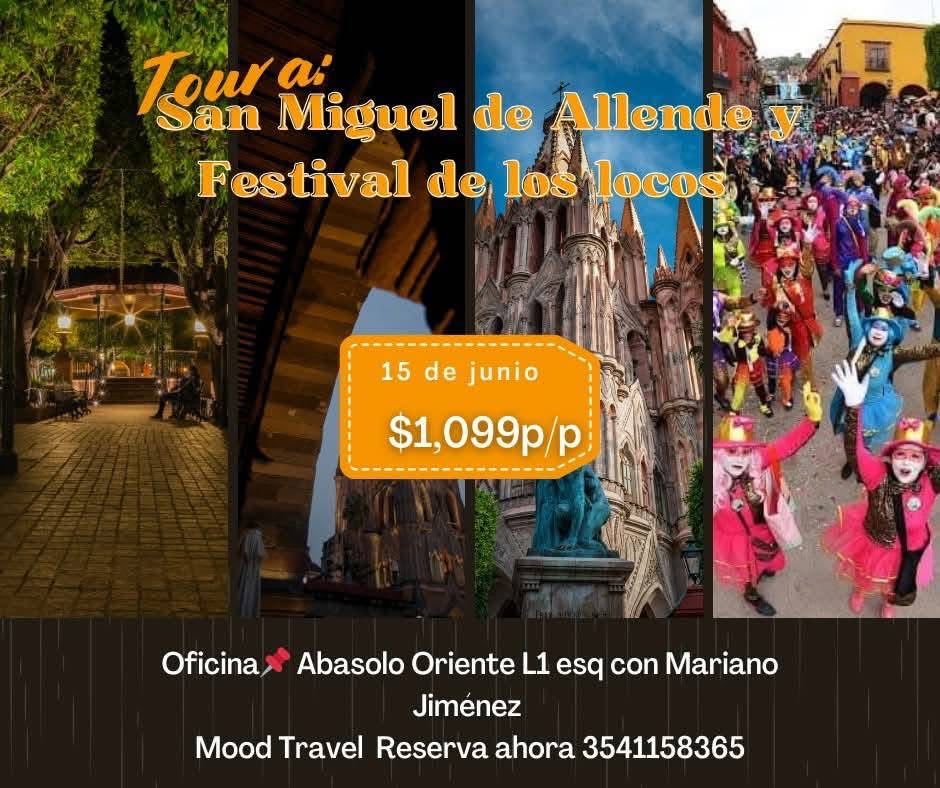 Tour a:
San Miguel de Allende y
Festival de los locos
15 de junio
$1,099p/p
Oficina📌 Abasolo Oriente L1 esq con Mariano
Jiménez
Mood Travel Reserva ahora 3541158365